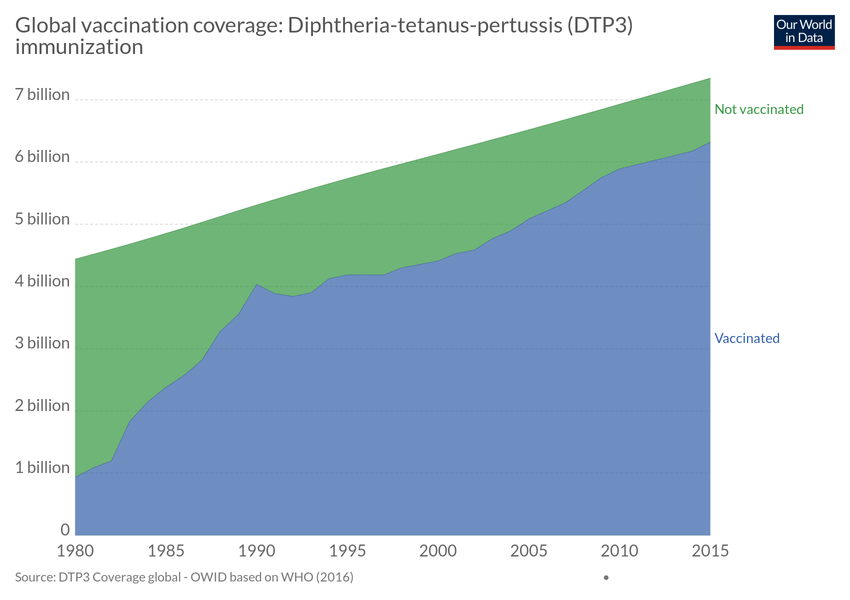 Global vaccination coverage: Diphtheria-tetanus-pertussis (DTP3)
immunization
Our World
in Data
7 billion
6 billion
5 billion
4 billion
3 billion
2 billion
1 billion
0
Not vaccinated
Vaccinated
1980
1985
1990
1995
2000
2005
2010
2015
Source: DTP3 Coverage global - OWID based on WHO (2016)